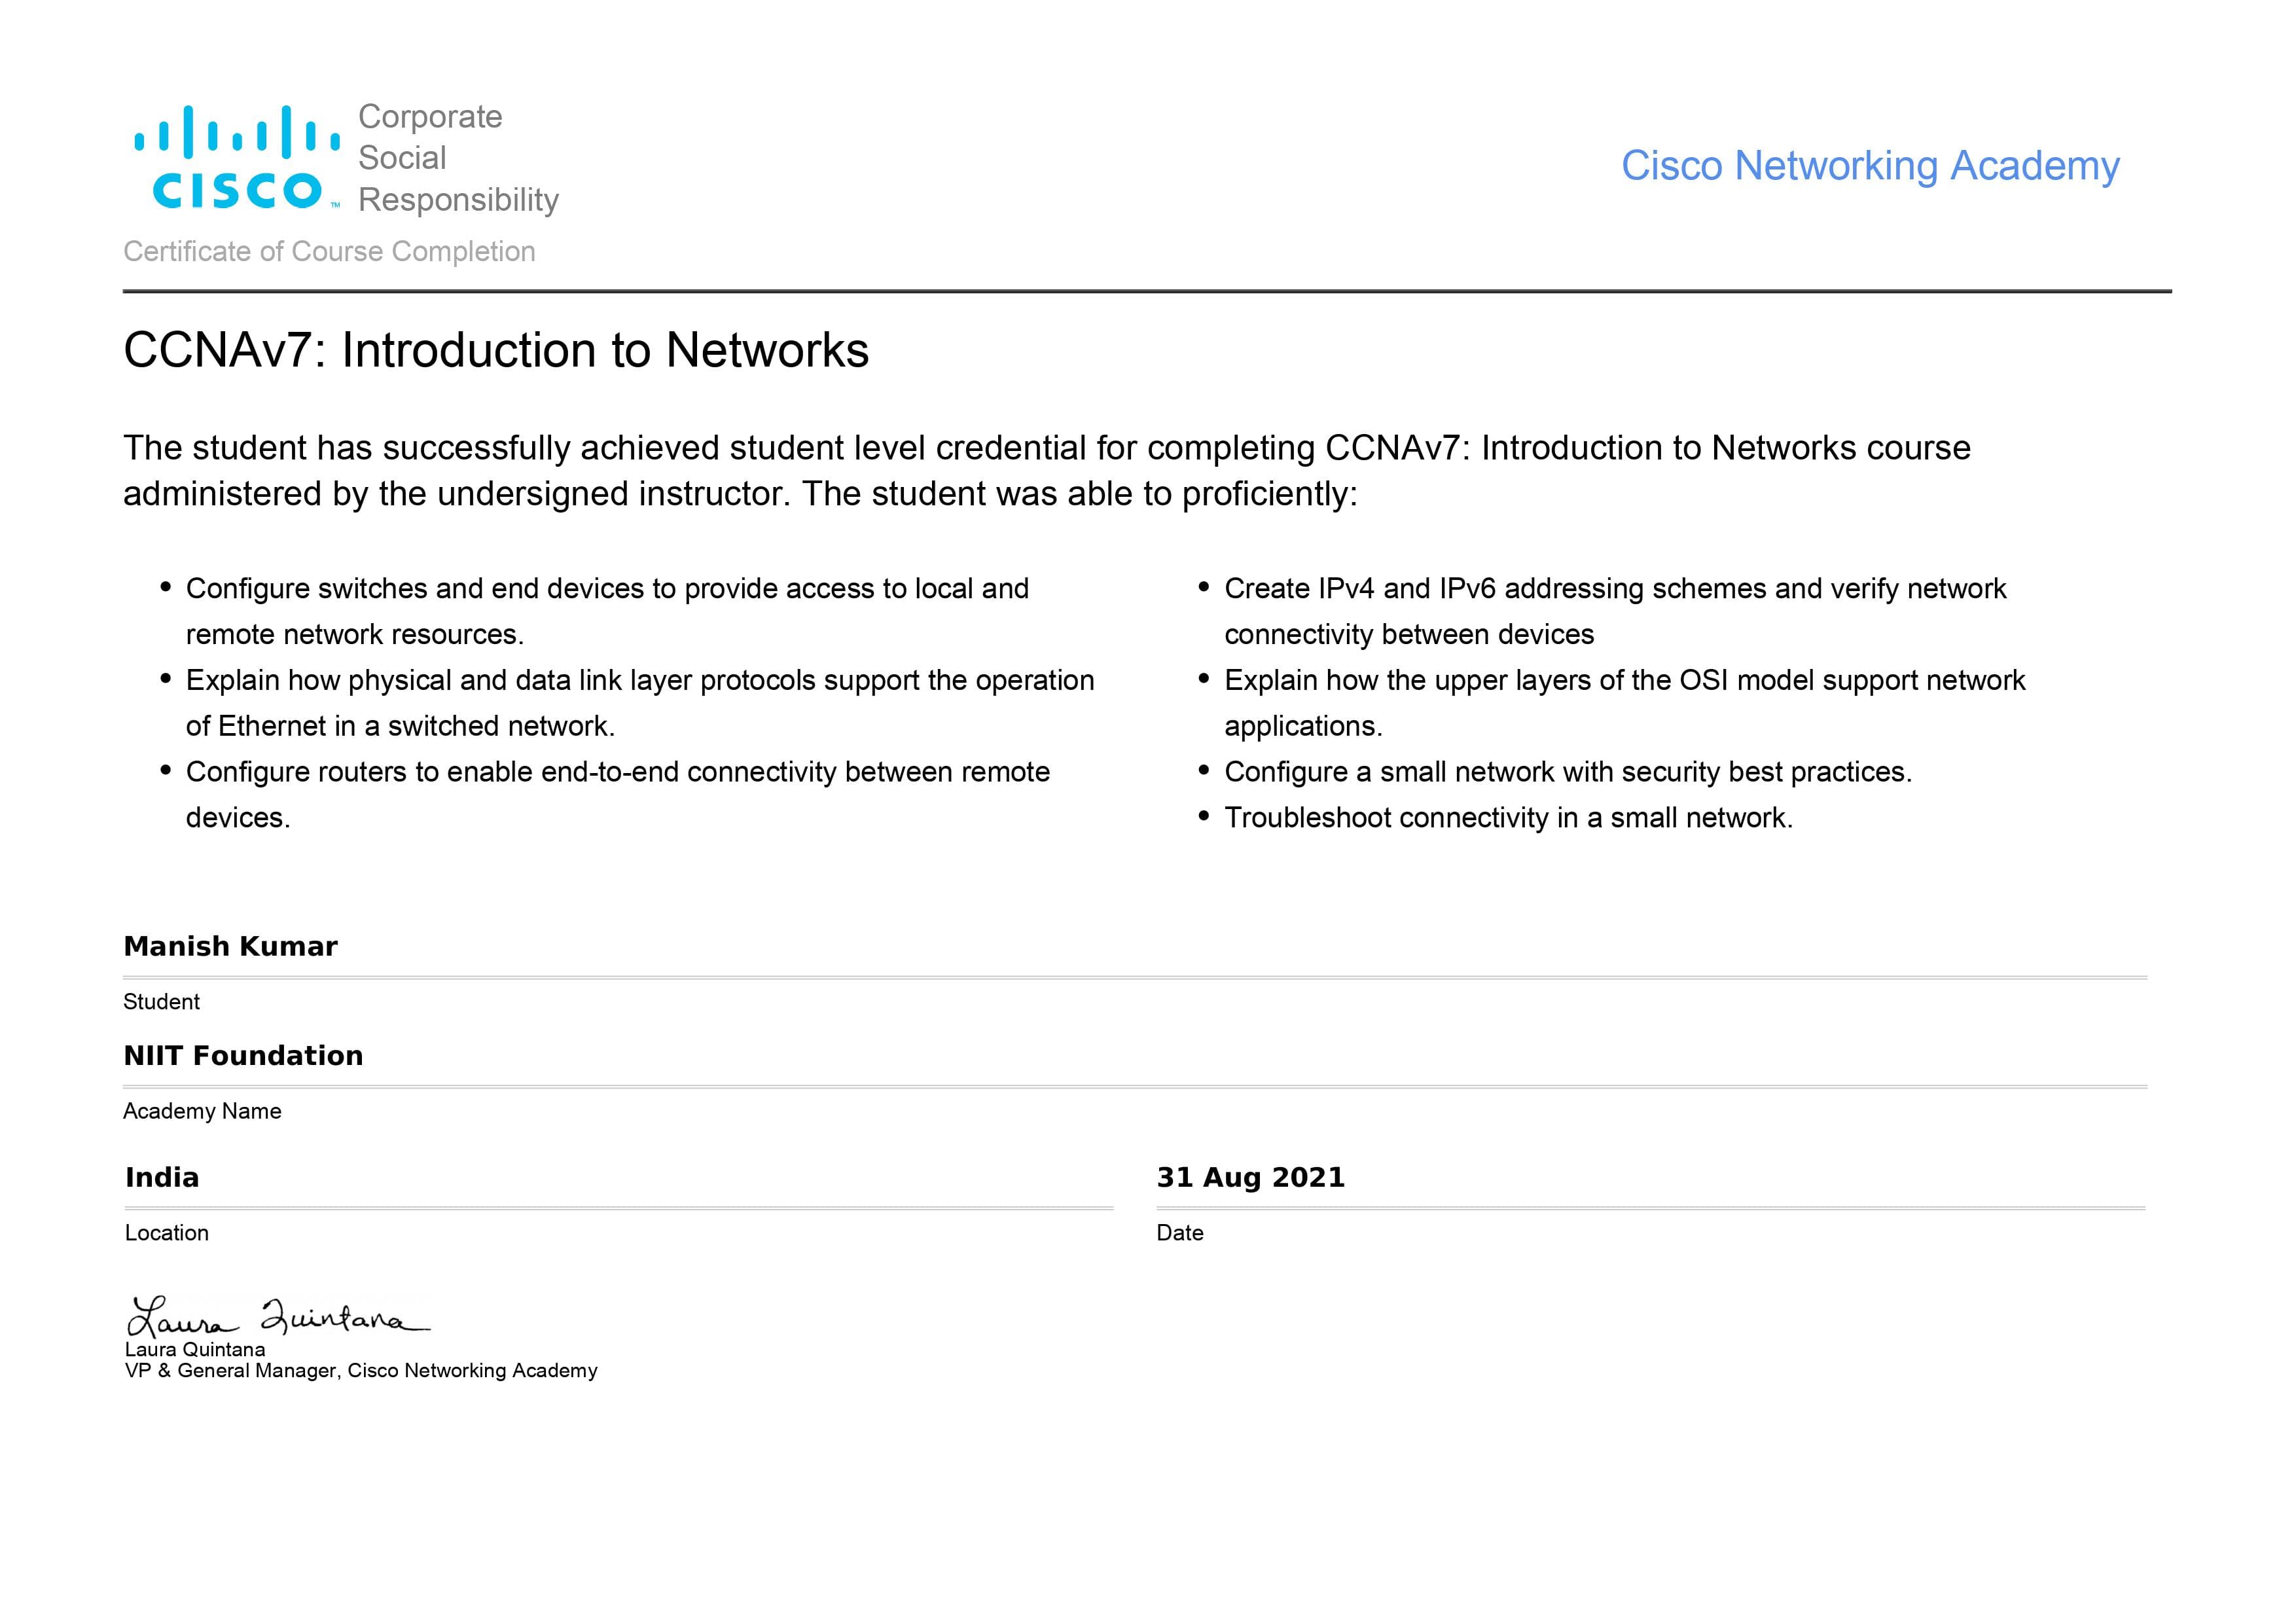 Corporate
Social
Responsibility
CISCO™
Cisco Networking Academy
Certificate of Course Completion
CCNAv7: Introduction to Networks
The student has successfully achieved student level credential for completing CCNAv7: Introduction to Networks course
administered by the undersigned instructor. The student was able to proficiently:
• Configure switches and end devices to provide access to local and
remote network resources.
• Explain how physical and data link layer protocols support the operation
of Ethernet in a switched network.
• Configure routers to enable end-to-end connectivity between remote
devices.
• Create IPv4 and IPv6 addressing schemes and verify network
connectivity between devices
• Explain how the upper layers of the OSI model support network
applications.
• Configure a small network with security best practices.
• Troubleshoot connectivity in a small network.
Manish Kumar
Student
NIIT Foundation
Academy Name
India
Location
31 Aug 2021
Date
Laura Quintana
Laura Quintana
VP & General Manager, Cisco Networking Academy